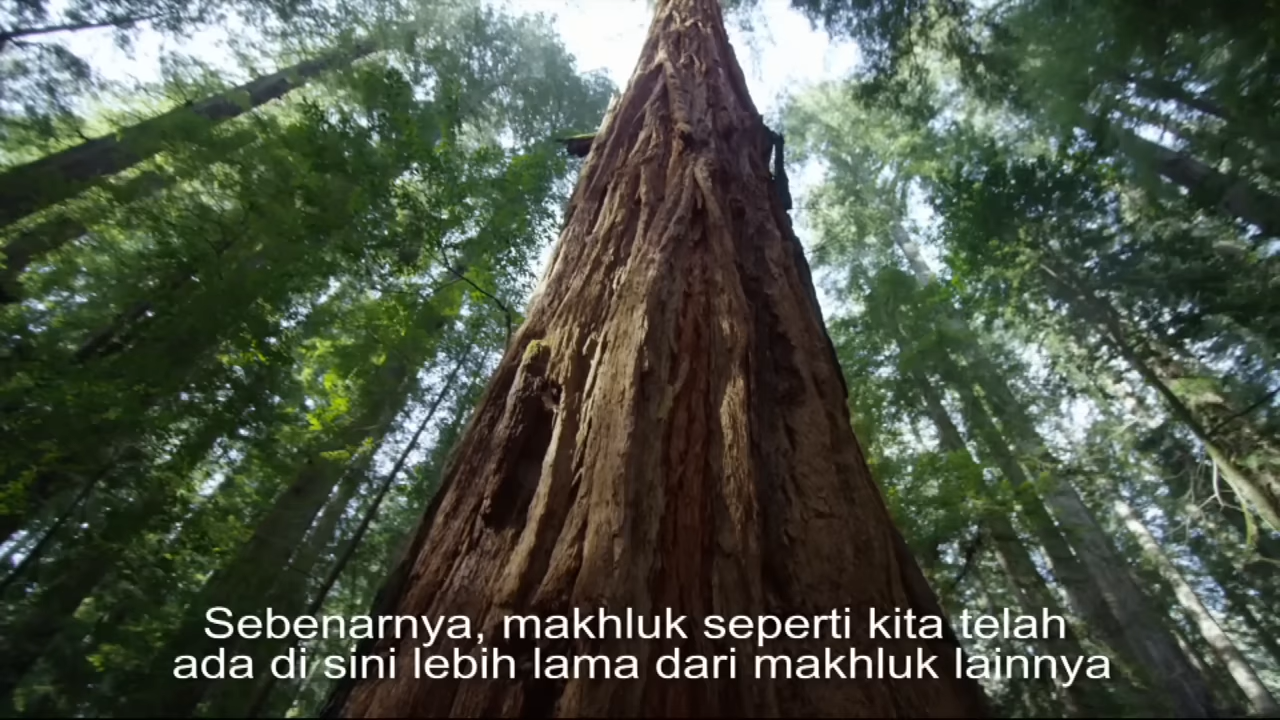 Sebenarnya, makhluk seperti kita telah
ada di sini lebih lama dari makhluk lainnya